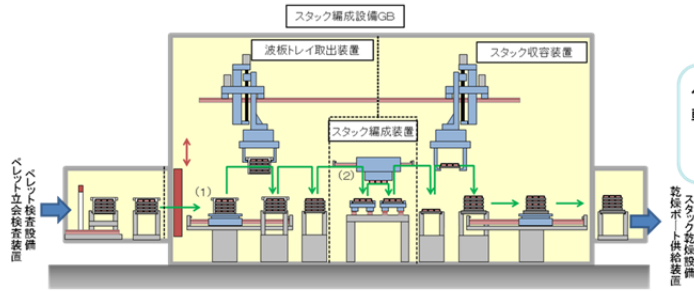 スタック編成設備GB
波板トレイ取出装置
スタック収容装置
スタック編成装置
(1)
(2)
ペレット検査設備
ペレット立会検査装置
スタック乾燥設備
乾燥ボート供給装置